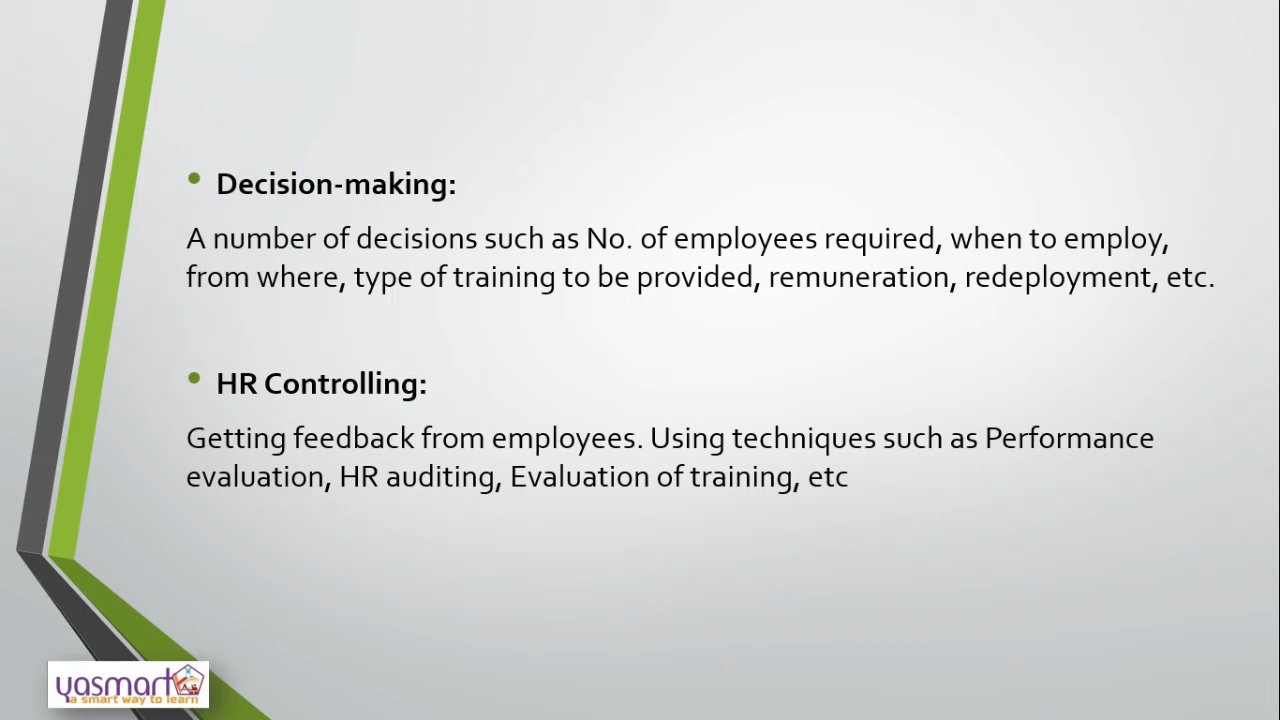 Decision-making:
A number of decisions such as No. of employees required, when to employ,
from where, type of training to be provided, remuneration, redeployment, etc.
HR Controlling:
Getting feedback from employees. Using techniques such as Performance
evaluation, HR auditing, Evaluation of training, etc
yasmart
a smart way to learn